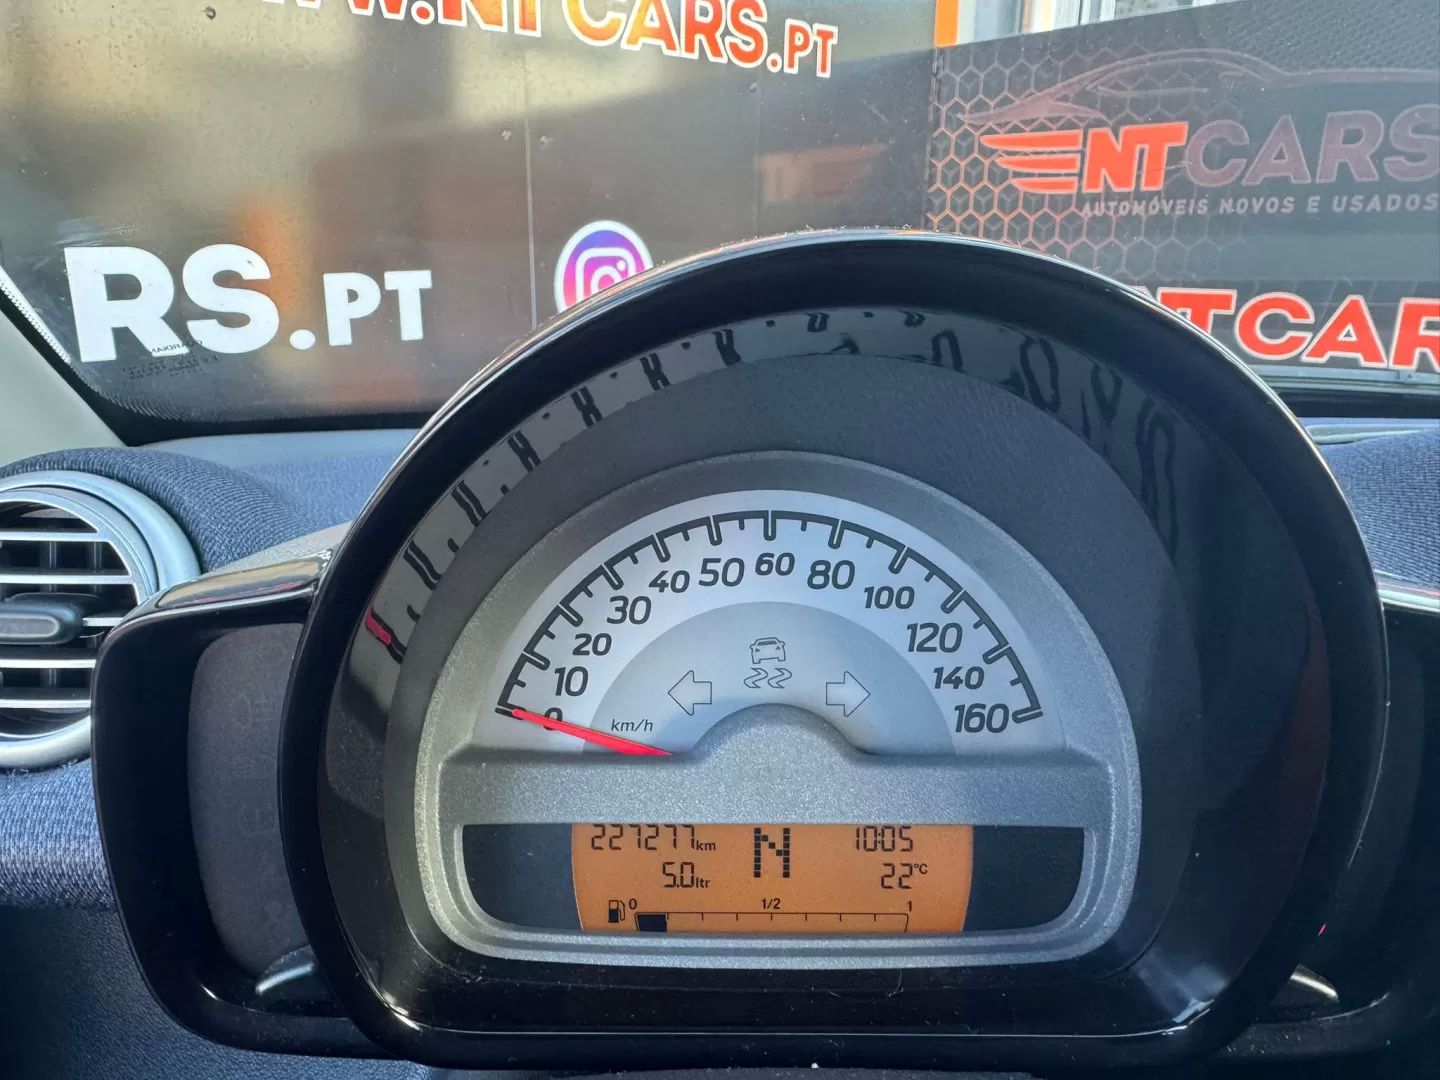 WWW.NTCARS.PT
NTCARS
AUTOMÓVEIS NOVOS E USADOS
RS.PT
NTCAR
0 10 20 30 40 50 60 80 100 120 140 160
km/h
227277km N 10:05
5.0ltr 22°C
0 1/2 1